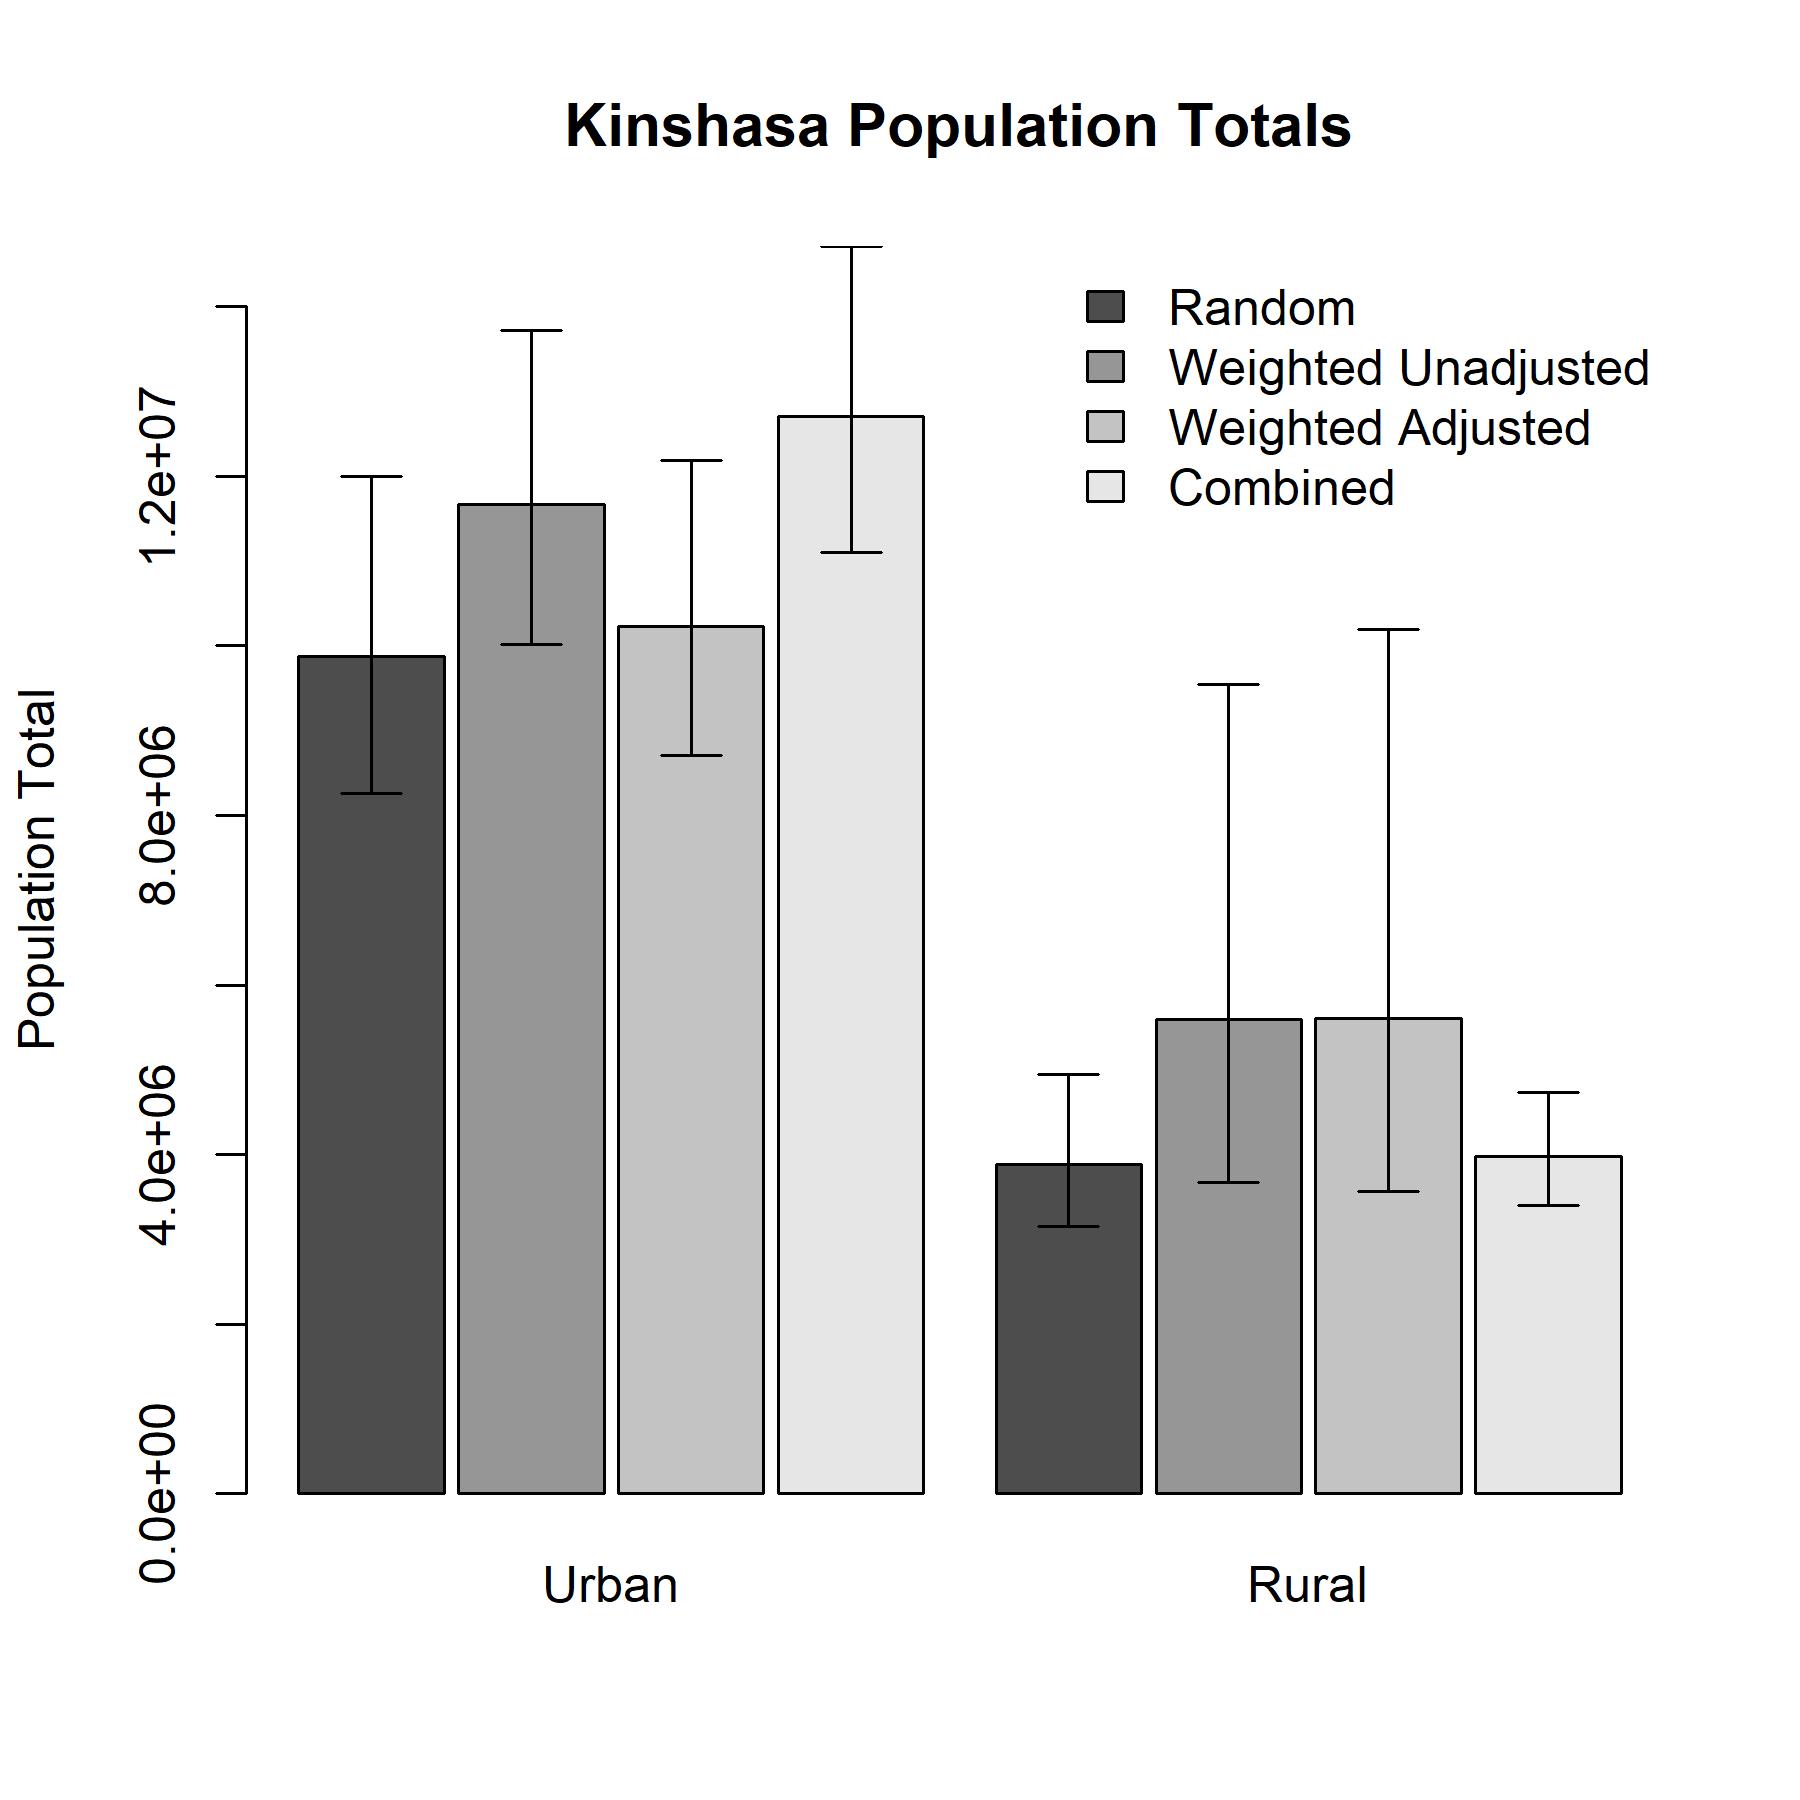 Kinshasa Population Totals
Random
Weighted Unadjusted
Weighted Adjusted
Combined
Population Total
1.2e+07
8.0e+06
4.0e+06
0.0e+00
Urban
Rural